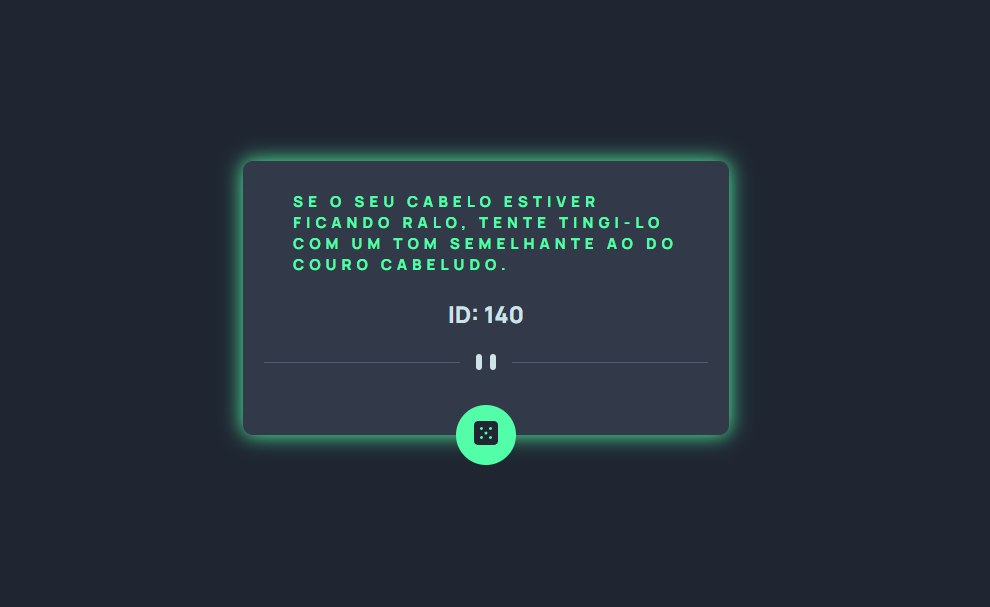 SE O SEU CABELO ESTIVER
FICANDO RALO, TENTE TINGI-LO
COM UM TOM SEMELHANTE AO DO
COURO CABELUDO.
ID: 140